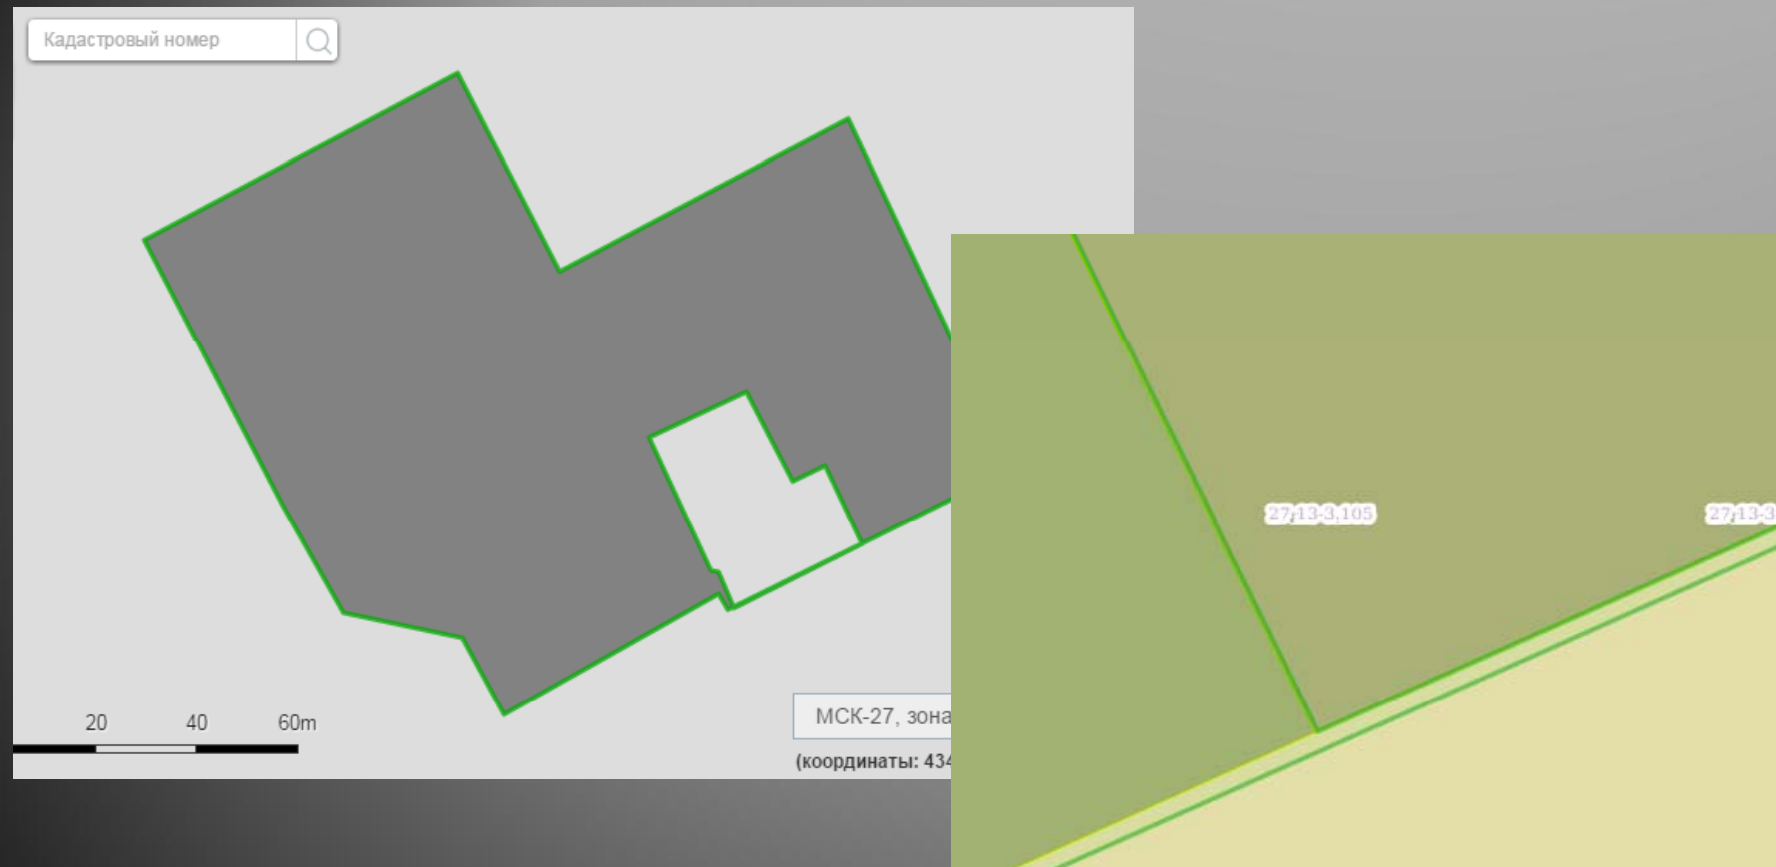 Кадастровый номер
27;13-3,105
27;13-3
20 40 60m
МСК-27, зона
(координаты: 434